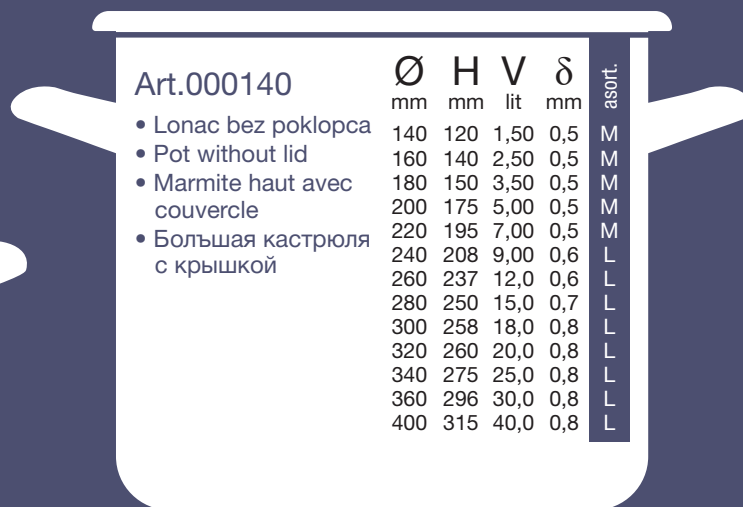 Art.000140
• Lonac bez poklopca
• Pot without lid
• Marmite haut avec
couvercle
• Болъшая кастрюля
с крышкой
Ø H V δ asort.
mm mm lit mm
140 120 1,50 0,5 M
160 140 2,50 0,5 M
180 150 3,50 0,5 M
200 175 5,00 0,5 M
220 195 7,00 0,5 M
240 208 9,00 0,6 L
260 237 12,0 0,6 L
280 250 15,0 0,7 L
300 258 18,0 0,8 L
320 260 20,0 0,8 L
340 275 25,0 0,8 L
360 296 30,0 0,8 L
400 315 40,0 0,8 L